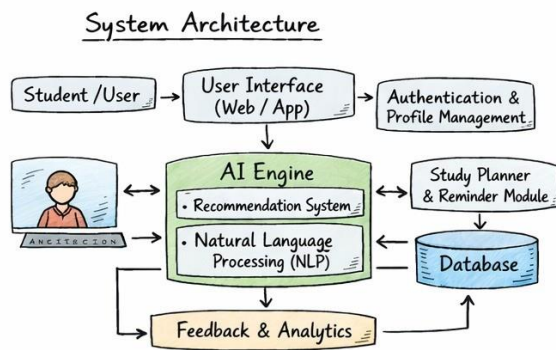 System Architecture
Student /User
User Interface
(Web / App)
Authentication &
Profile Management
AI Engine
• Recommendation System
• Natural Language
Processing (NLP)
Study Planner
& Reminder Module
ANCITECION
Database
Feedback & Analytics